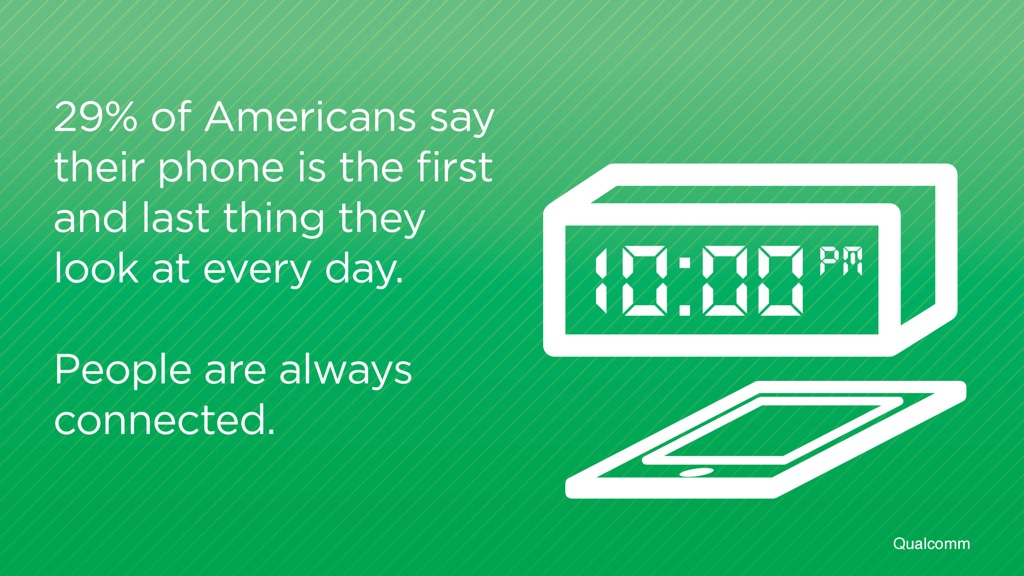 29% of Americans say
their phone is the first
and last thing they
look at every day.
People are always
connected.
10:00 PM
Qualcomm